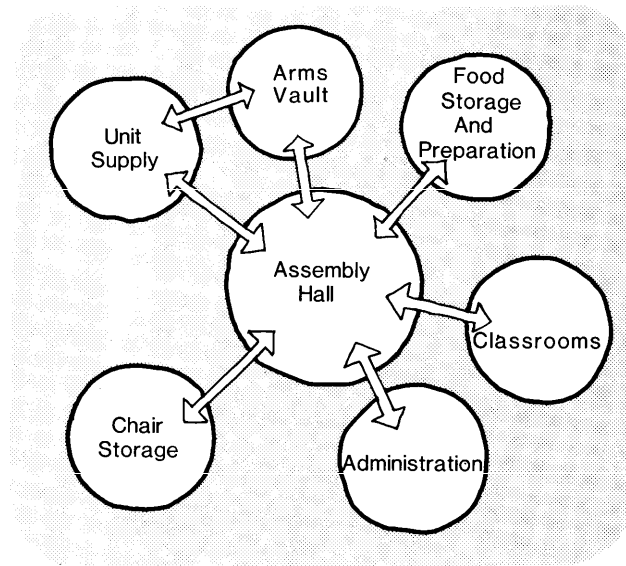 Arms
Vault
Food
Storage
And
Preparation
Unit
Supply
Assembly
Hall
Classrooms
Chair
Storage
Administration